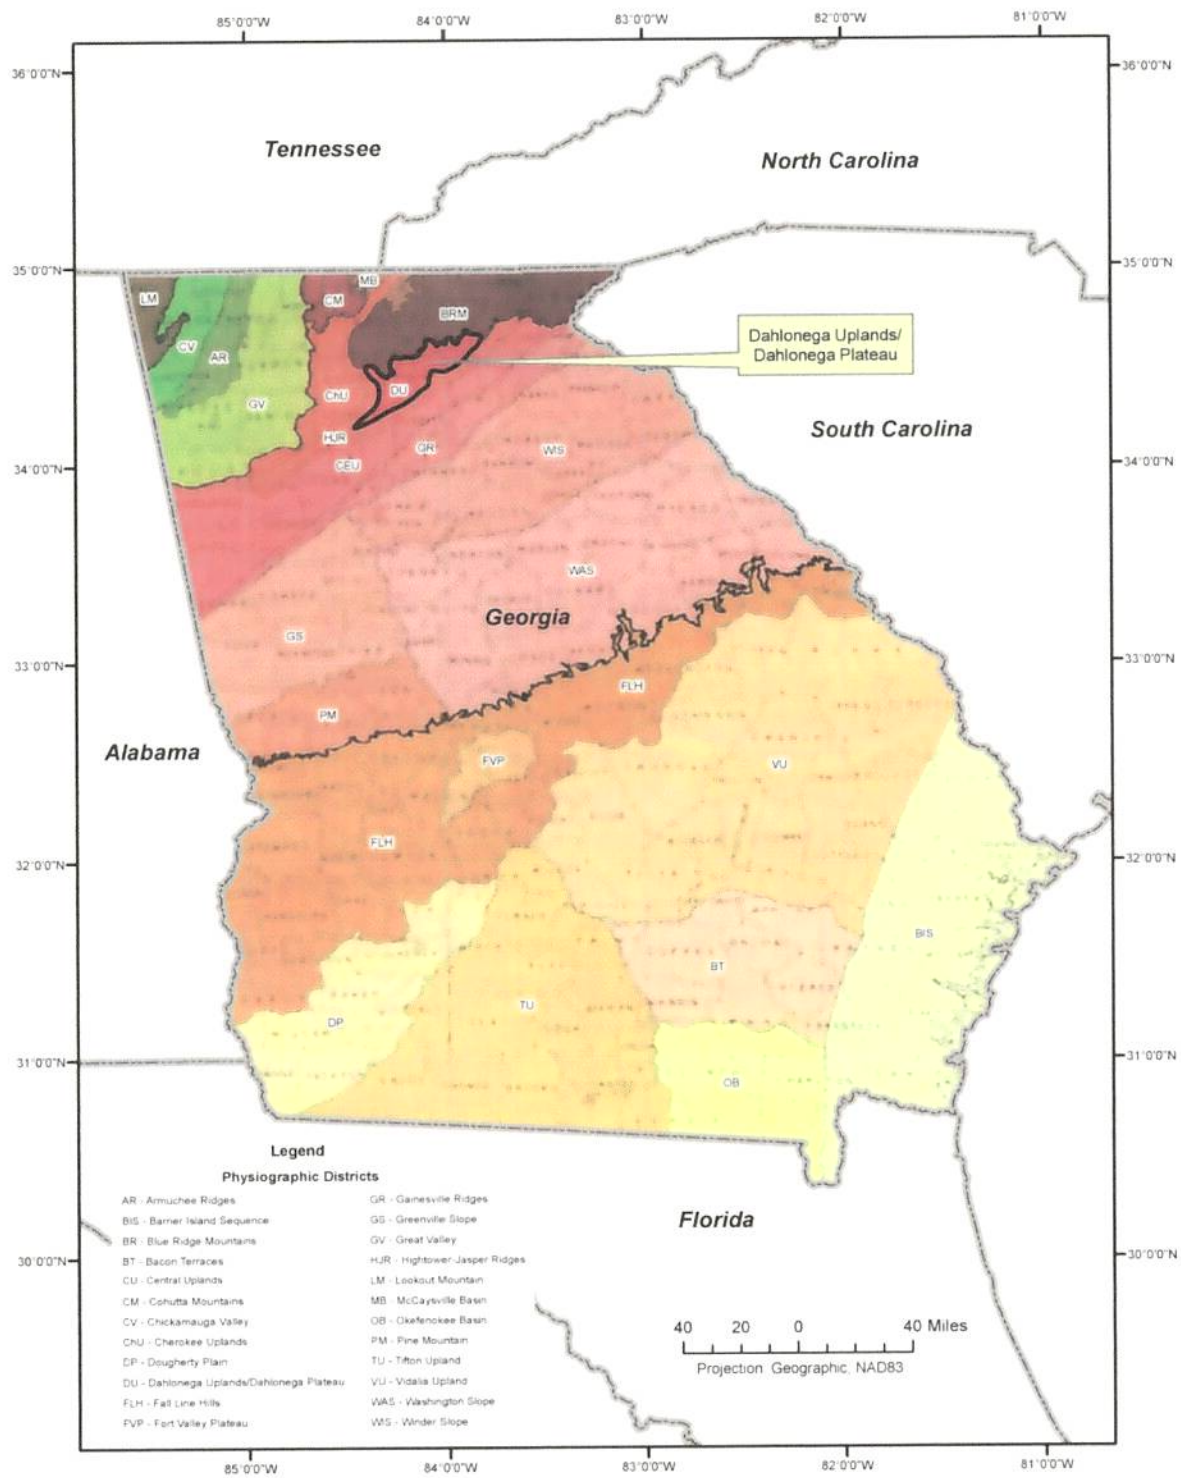 85°0'0"W 84°0'0"W 83°0'0"W 82°0'0"W 81°0'0"W
36°0'0"N 36°0'0"N
Tennessee
North Carolina
35°0'0"N 35°0'0"N
LM
CM
MB
BRM
CV
AR
Dahlonega Uplands/
Dahlonega Plateau
GV
ChU
DU
South Carolina
HJR
GR
WIS
CEU
34°0'0"N 34°0'0"N
WAS
Georgia
GS
33°0'0"N 33°0'0"N
FLH
PM
Alabama
FVP
VU
FLH
32°0'0"N 32°0'0"N
BIS
BT
TU
DP
31°0'0"N 31°0'0"N
OB
Legend
Physiographic Districts
AR - Armuchee Ridges
BIS - Barrier Island Sequence
BR - Blue Ridge Mountains
BT - Bacon Terraces
CU - Central Uplands
CM - Cohutta Mountains
CV - Chickamauga Valley
ChU - Cherokee Uplands
DP - Dougherty Plain
DU - Dahlonega Uplands/Dahlonega Plateau
FLH - Fall Line Hills
FVP - Fort Valley Plateau
GR - Gainesville Ridges
GS - Greenville Slope
GV - Great Valley
HJR - Hightower-Jasper Ridges
LM - Lookout Mountain
MB - McCaysville Basin
OB - Okefenokee Basin
PM - Pine Mountain
TU - Tifton Upland
VU - Vidalia Upland
WAS - Washington Slope
WIS - Winder Slope
Florida
30°0'0"N 30°0'0"N
40 20 0 40 Miles
Projection: Geographic, NAD83
85°0'0"W 84°0'0"W 83°0'0"W 82°0'0"W 81°0'0"W